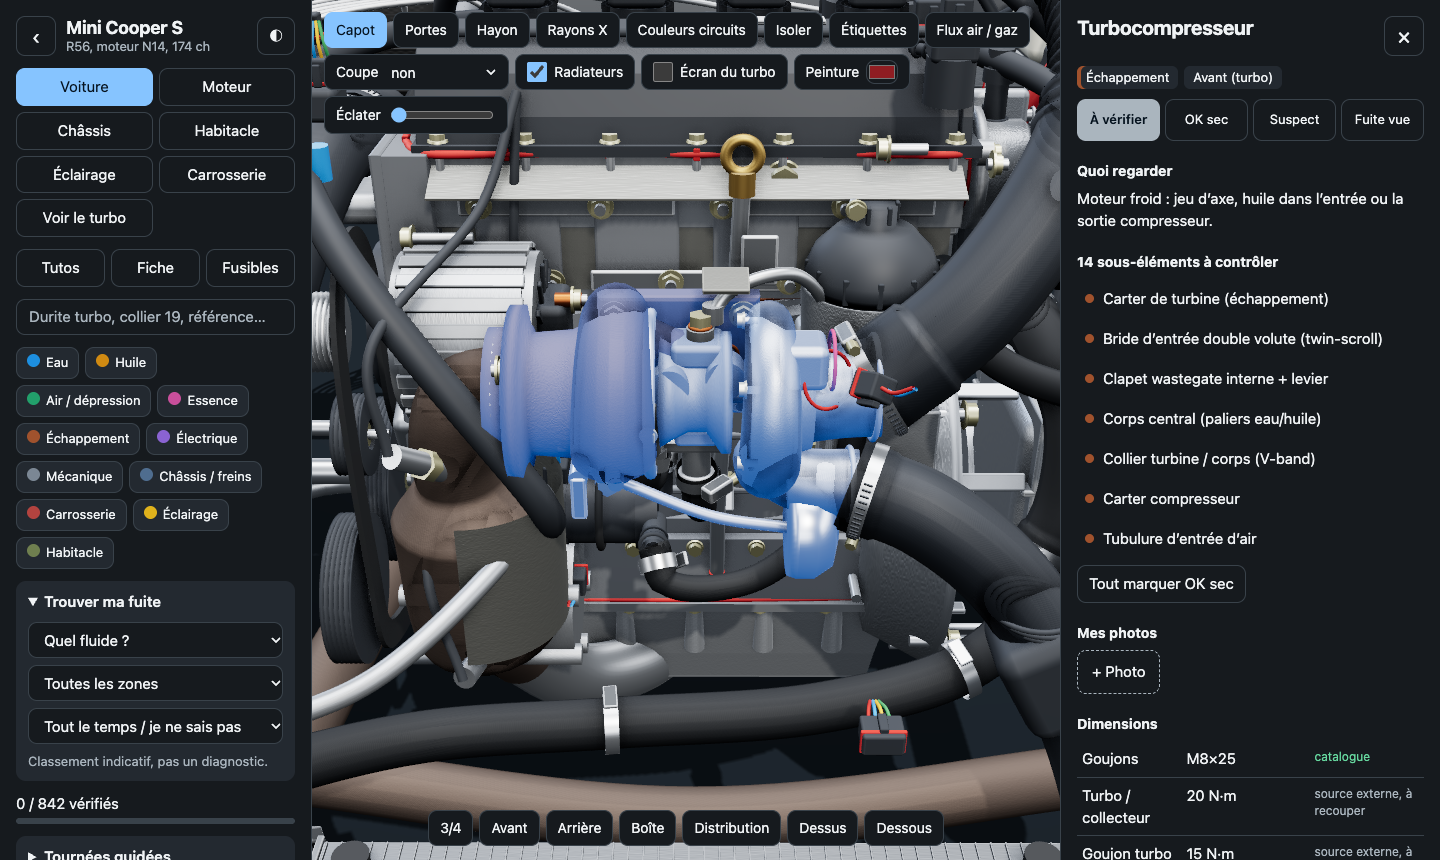 Mini Cooper S
R56, moteur N14, 174 ch
Voiture
Moteur
Châssis
Habitacle
Éclairage
Carrosserie
Voir le turbo
Tutos
Fiche
Fusibles
Durite turbo, collier 19, référence...
Eau
Huile
Air / dépression
Essence
Échappement
Électrique
Mécanique
Châssis / freins
Carrosserie
Éclairage
Habitacle
▼ Trouver ma fuite
Quel fluide ?
Toutes les zones
Tout le temps / je ne sais pas
Classement indicatif, pas un diagnostic.
0 / 842 vérifiés
▶ Tournées guidées
Capot
Portes
Hayon
Rayons X
Couleurs circuits
Isoler
Étiquettes
Flux air / gaz
Coupe non
Radiateurs
Écran du turbo
Peinture
Éclater
3/4
Avant
Arrière
Boîte
Distribution
Dessus
Dessous
Turbocompresseur
Échappement
Avant (turbo)
À vérifier
OK sec
Suspect
Fuite vue
Quoi regarder
Moteur froid : jeu d’axe, huile dans l’entrée ou la
sortie compresseur.
14 sous-éléments à contrôler
Carter de turbine (échappement)
Bride d’entrée double volute (twin-scroll)
Clapet wastegate interne + levier
Corps central (paliers eau/huile)
Collier turbine / corps (V-band)
Carter compresseur
Tubulure d’entrée d’air
Tout marquer OK sec
Mes photos
+ Photo
Dimensions
Goujons M8×25 catalogue
Turbo / 20 N·m source externe, à
collecteur recouper
Goujon turbo 15 N·m source externe, à